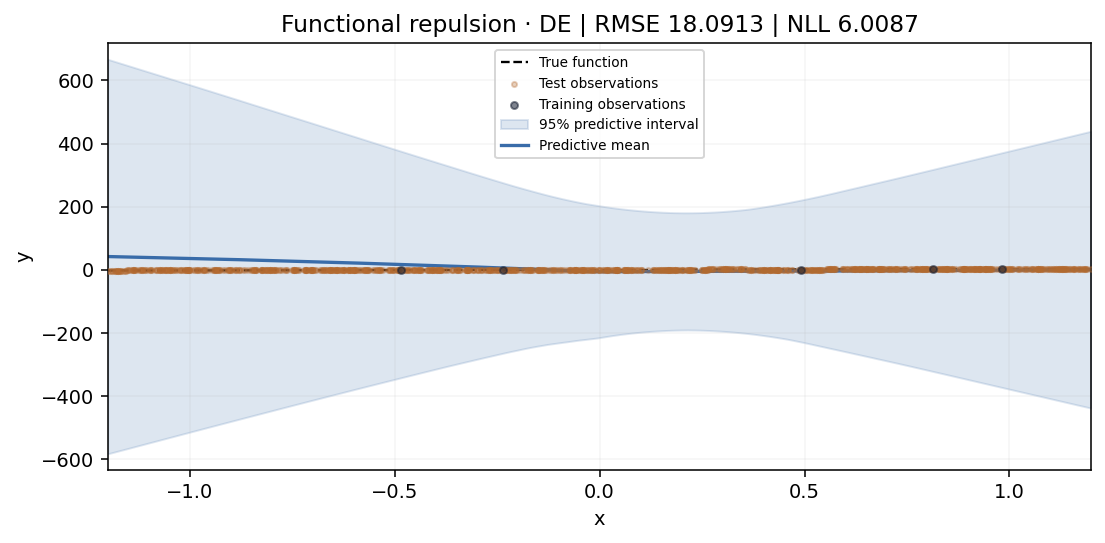 Functional repulsion · DE | RMSE 18.0913 | NLL 6.0087
True function
Test observations
Training observations
95% predictive interval
Predictive mean
600
400
200
0
−200
−400
−600
y
−1.0
−0.5
0.0
0.5
1.0
x